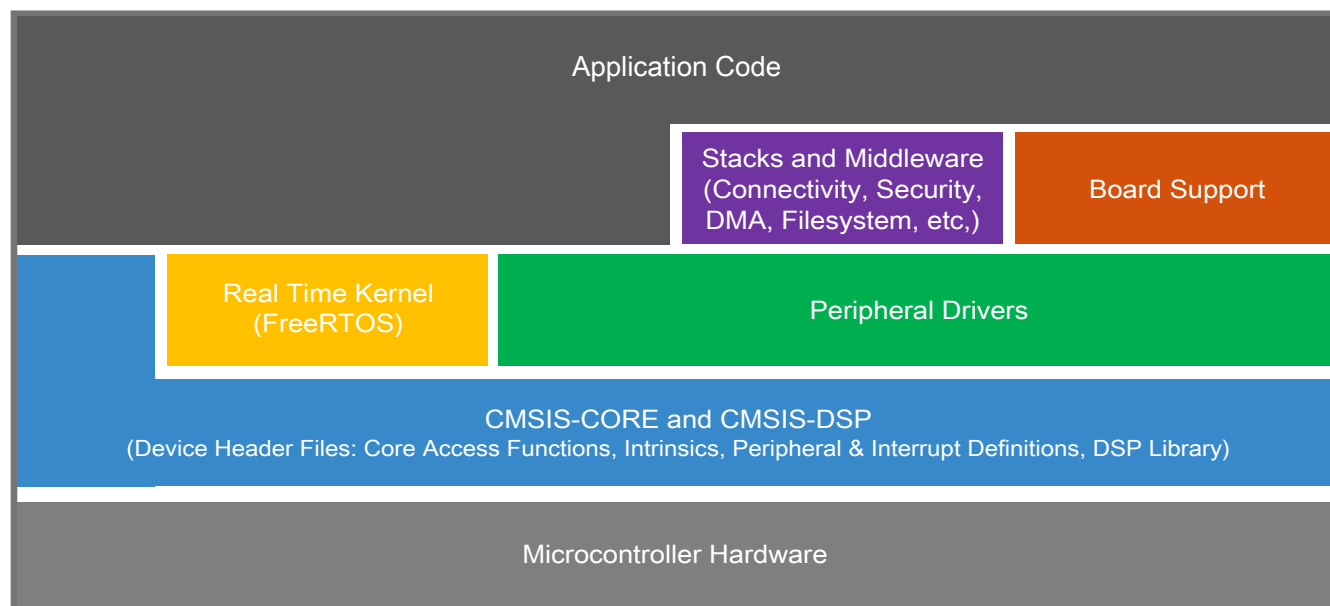 Application Code
Stacks and Middleware
(Connectivity, Security,
DMA, Filesystem, etc,)
Board Support
Real Time Kernel
(FreeRTOS)
Peripheral Drivers
CMSIS-CORE and CMSIS-DSP
(Device Header Files: Core Access Functions, Intrinsics, Peripheral & Interrupt Definitions, DSP Library)
Microcontroller Hardware